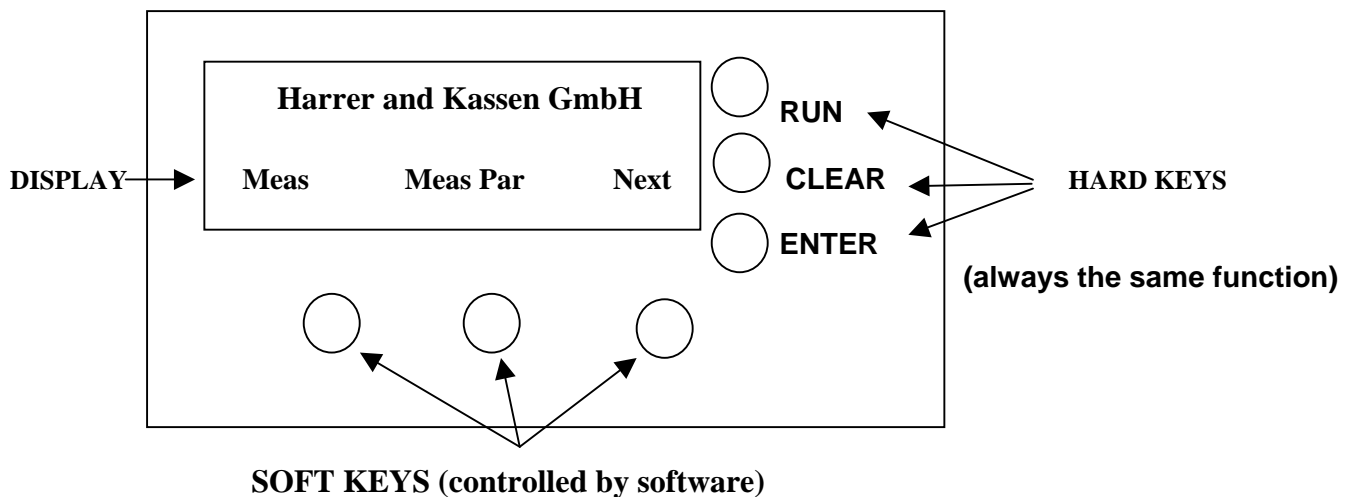 Harrer and Kassen GmbH
RUN
DISPLAY
Meas Meas Par Next
CLEAR
HARD KEYS
ENTER
(always the same function)
SOFT KEYS (controlled by software)